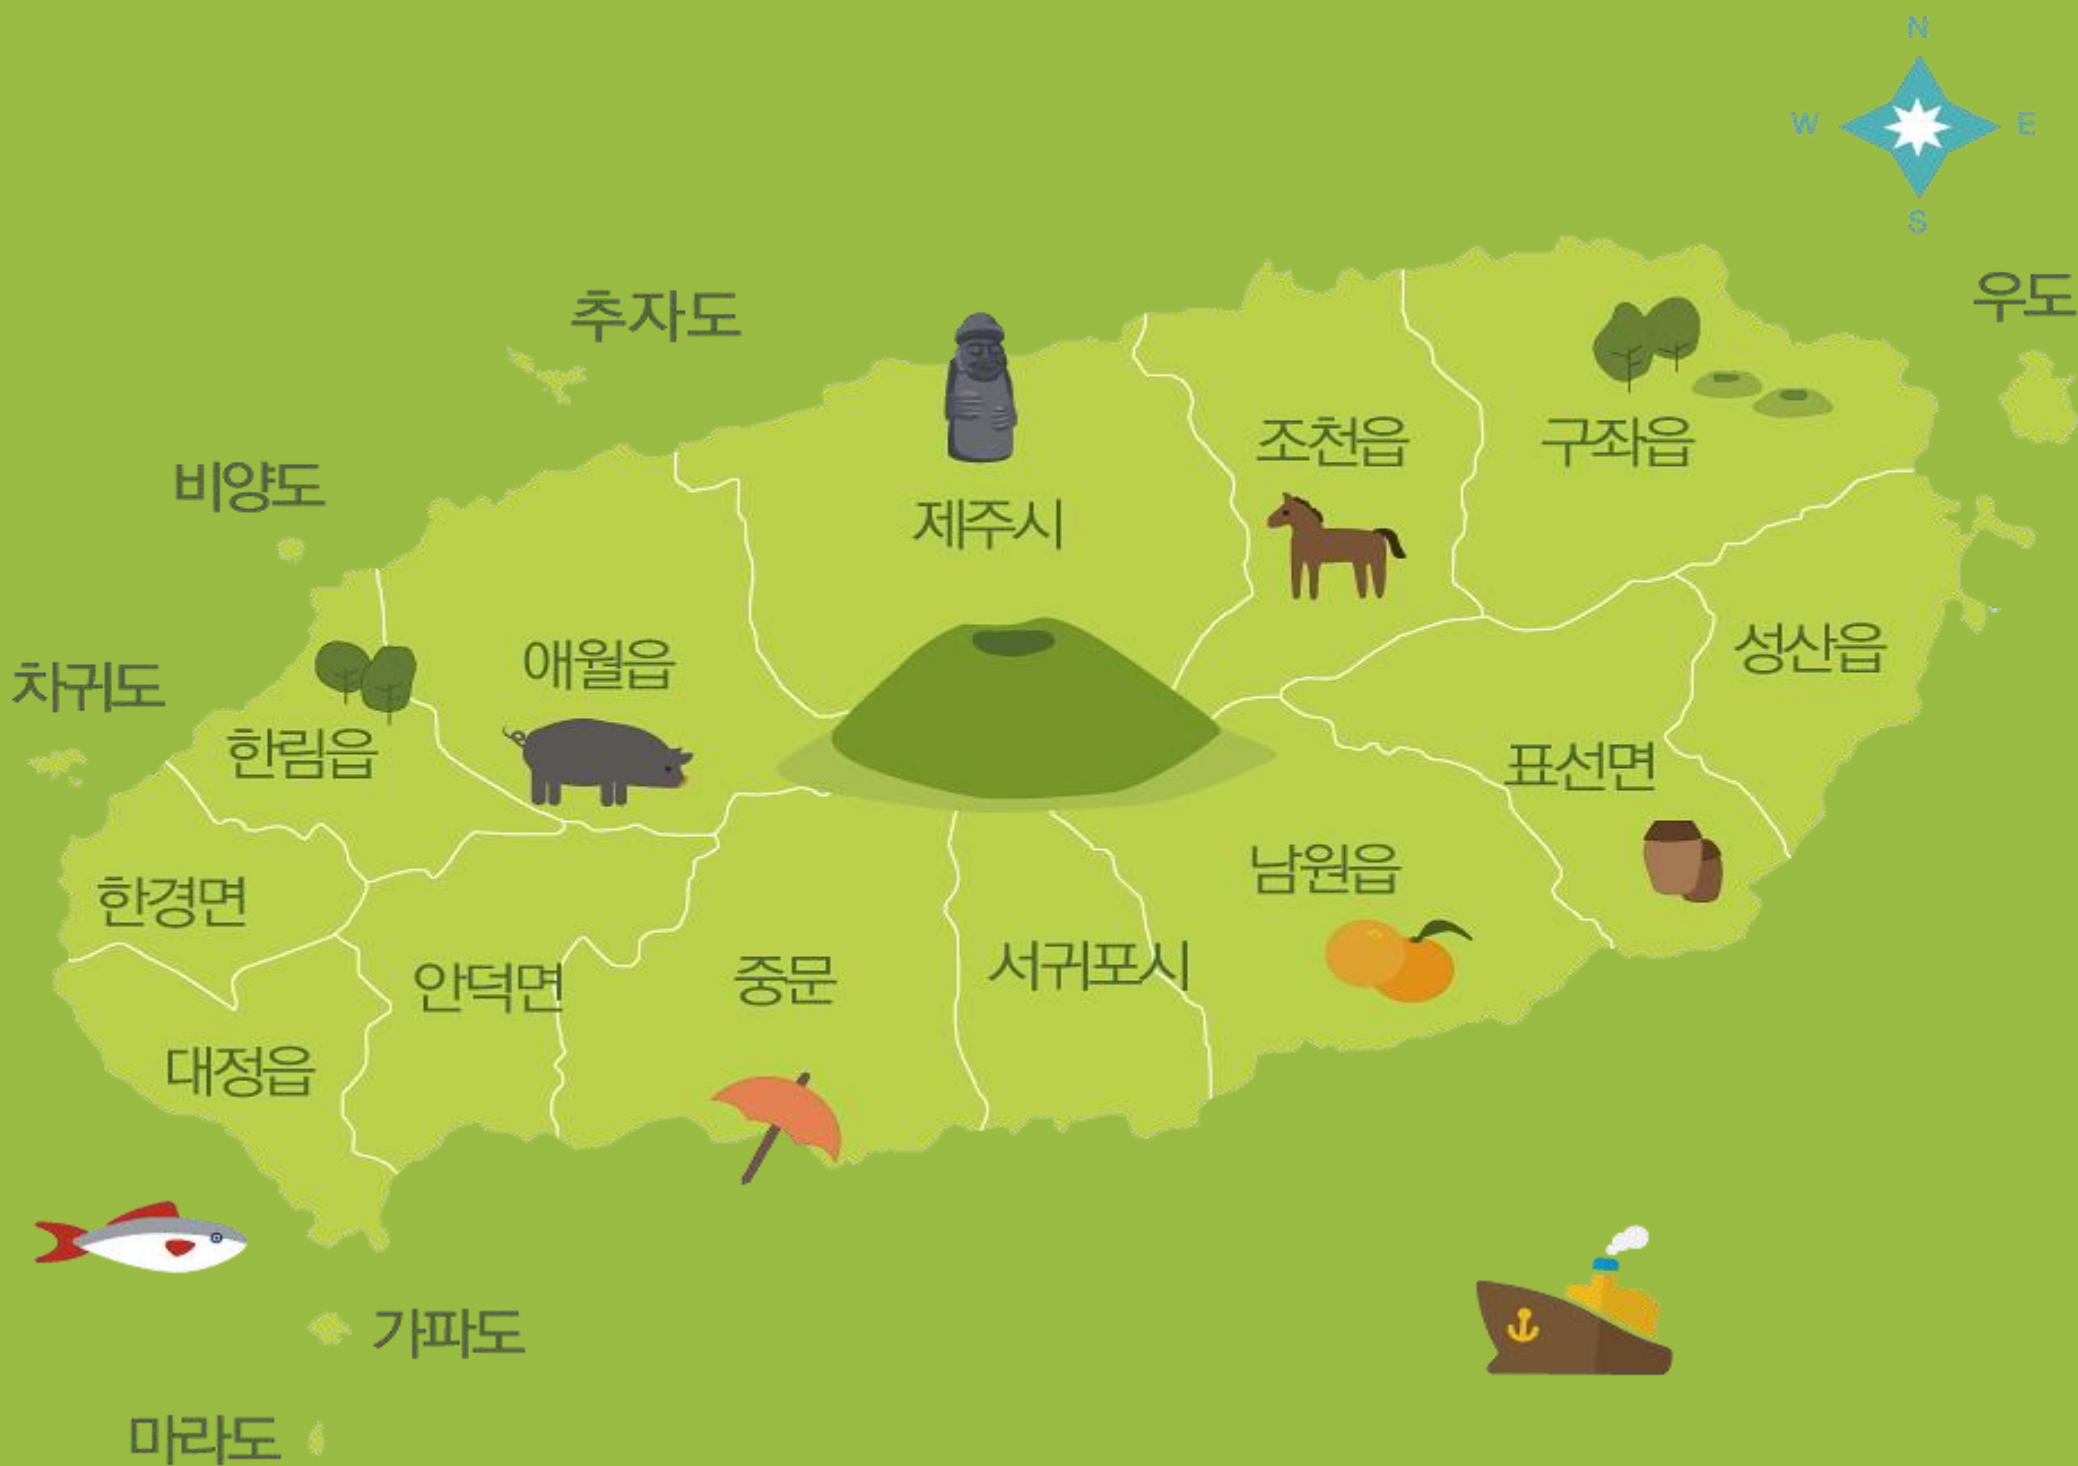 N
W
E
S
추자도
우도
비양도
조천읍
구좌읍
제주시
애월읍
성산읍
차귀도
한림읍
표선면
한경면
남원읍
안덕면
중문
서귀포시
대정읍
가파도
마라도